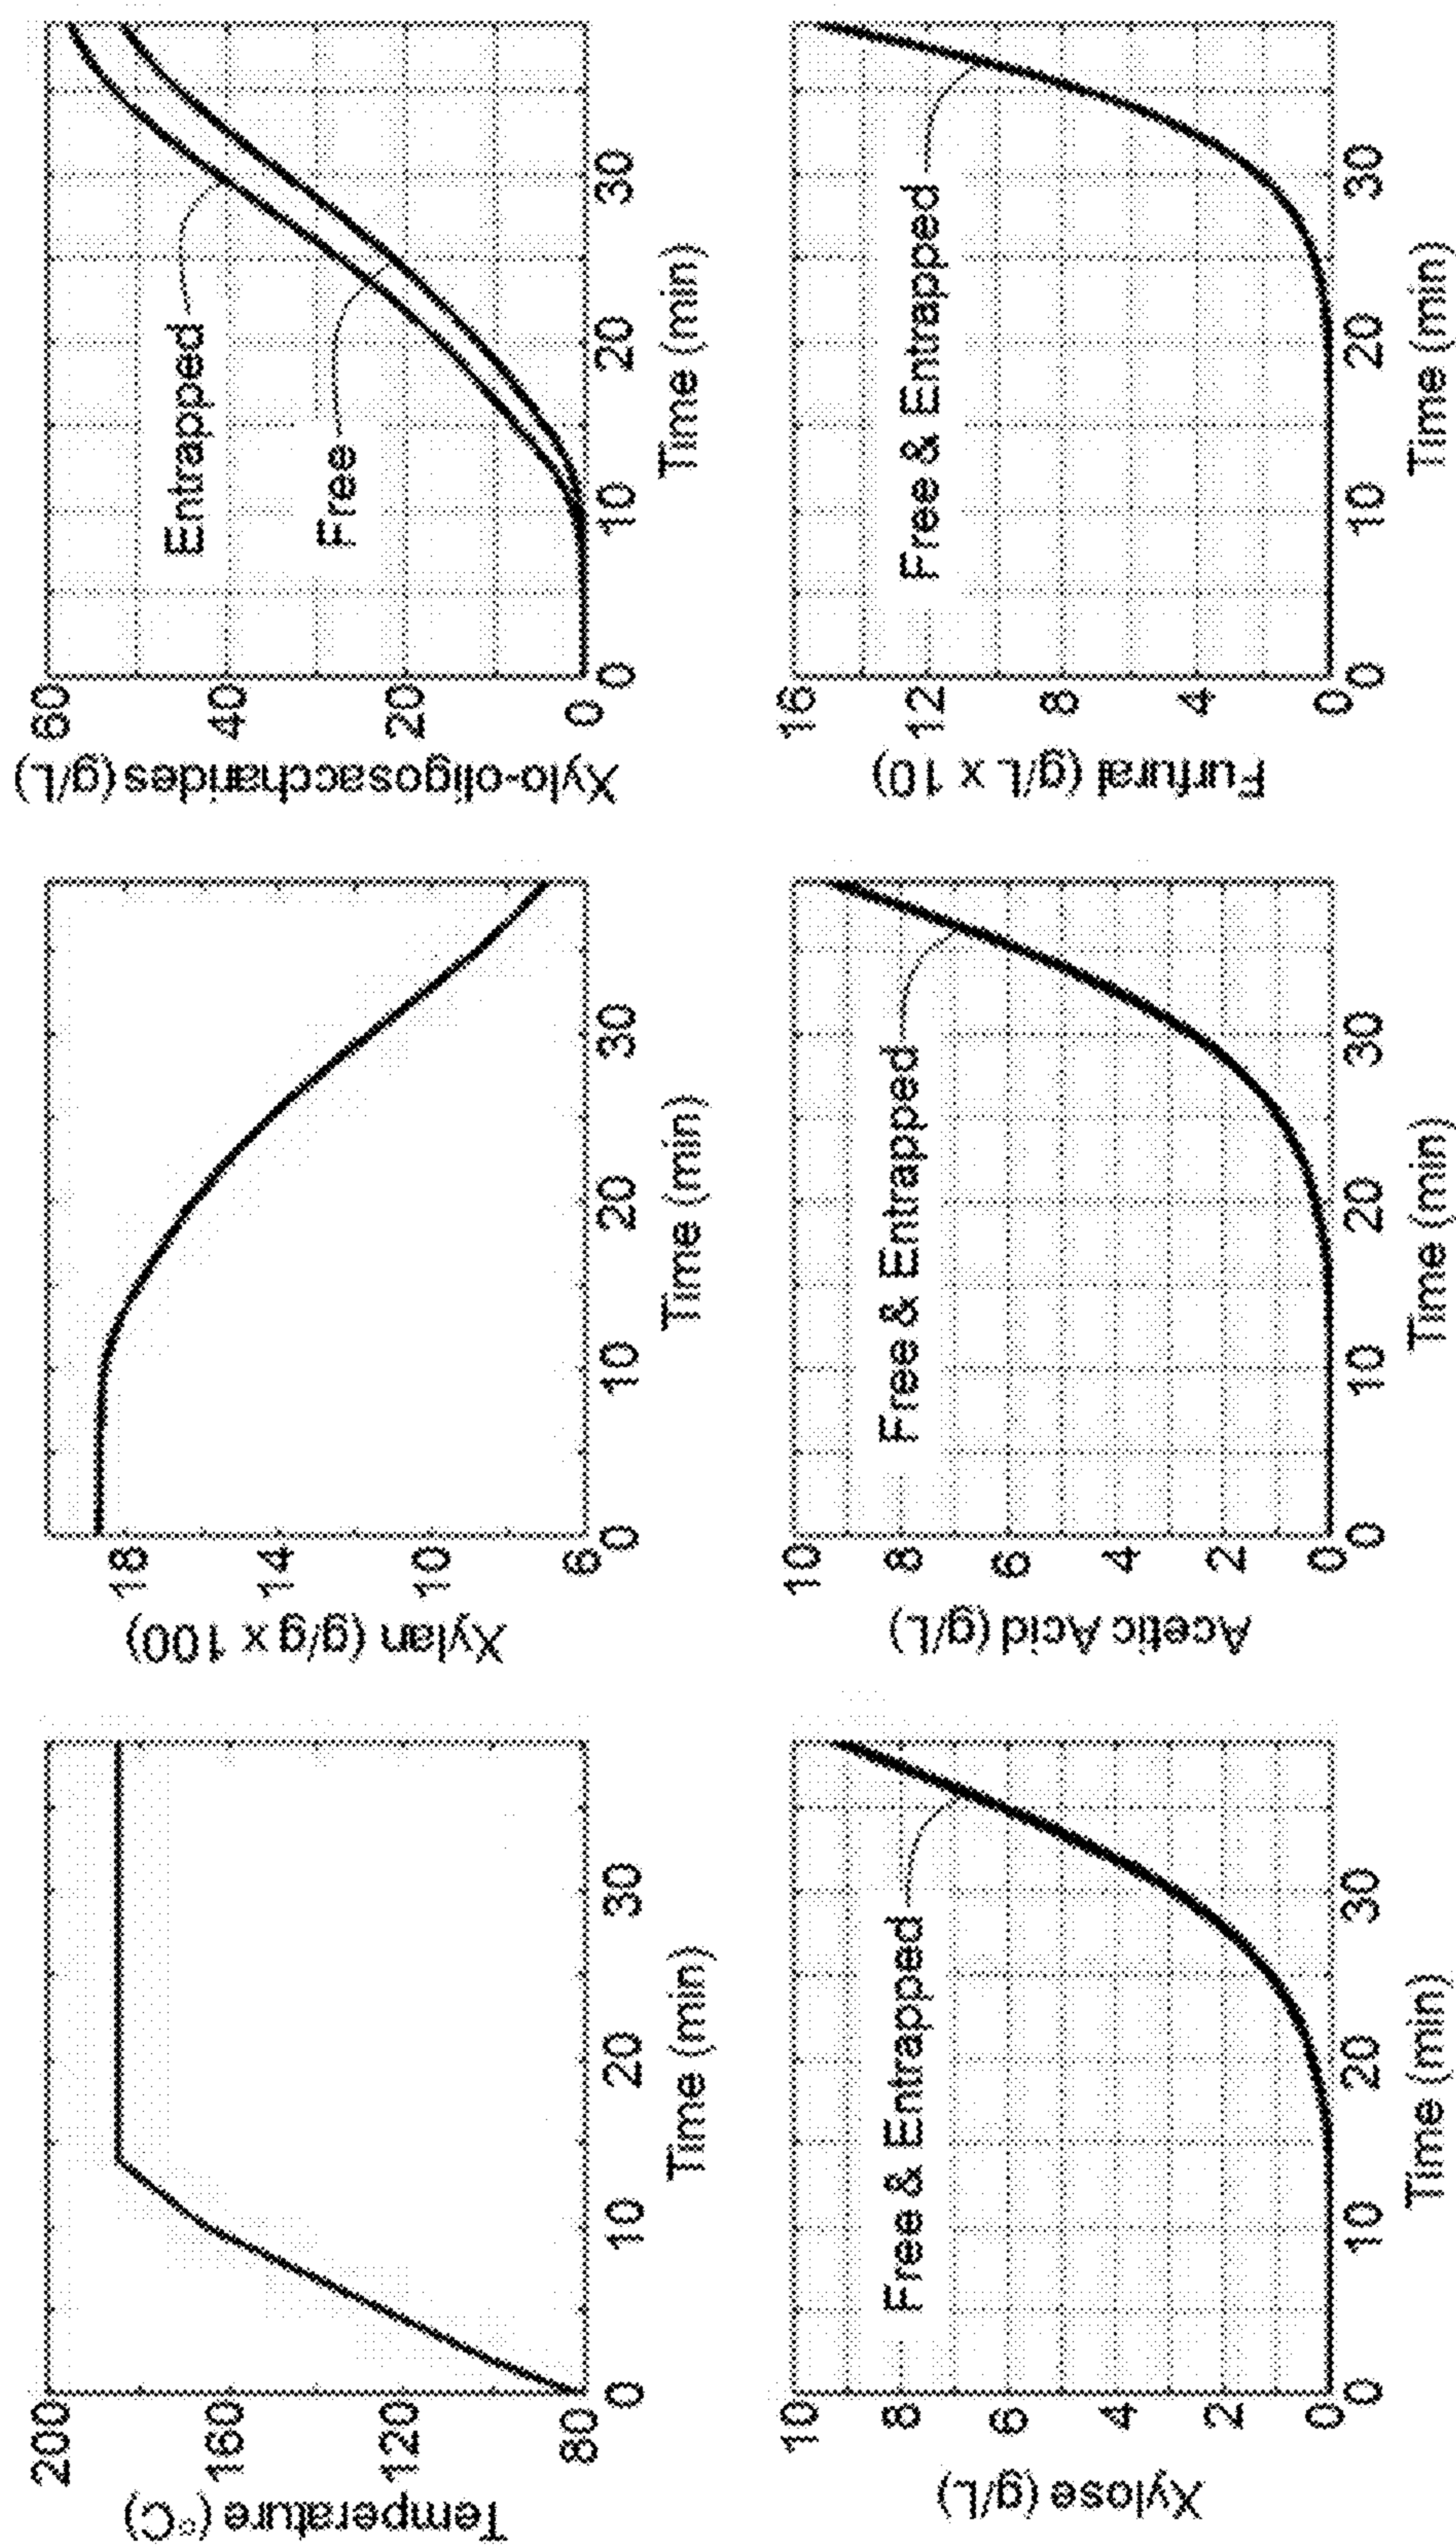 Temperature (°C)
200
160
120
80
0 10 20 30
Time (min)
Xylan (g/g x 100)
18
14
10
6
0 10 20 30
Time (min)
Xylo-oligosaccharides (g/L)
60
40
20
0
Entrapped
Free
0 10 20 30
Time (min)
Xylose (g/L)
10
8
6
4
2
0
Free & Entrapped
0 10 20 30
Time (min)
Acetic Acid (g/L)
10
8
6
4
2
0
Free & Entrapped
0 10 20 30
Time (min)
Furfural (g/L x 10)
16
12
8
4
0
Free & Entrapped
0 10 20 30
Time (min)